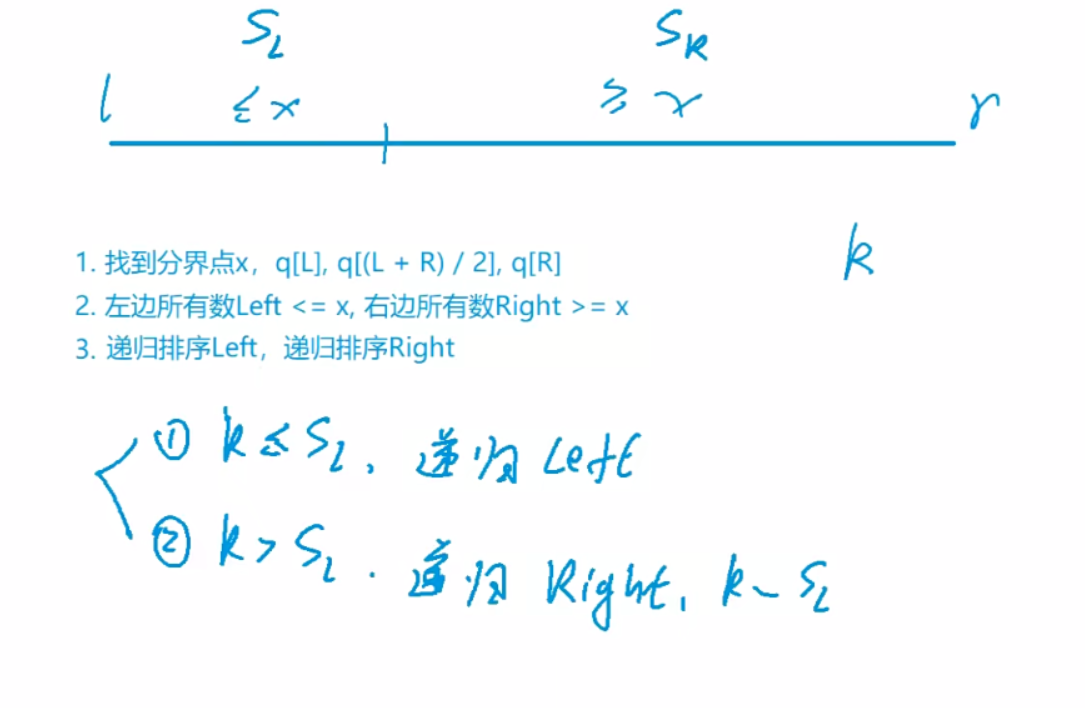 S_L S_R
l ≤x ≥x r
k
1. 找到分界点x，q[L], q[(L + R) / 2], q[R]
2. 左边所有数Left <= x, 右边所有数Right >= x
3. 递归排序Left，递归排序Right
① k ≤ S_L, 递归 Left
② k > S_L. 递归 Right, k - S_L